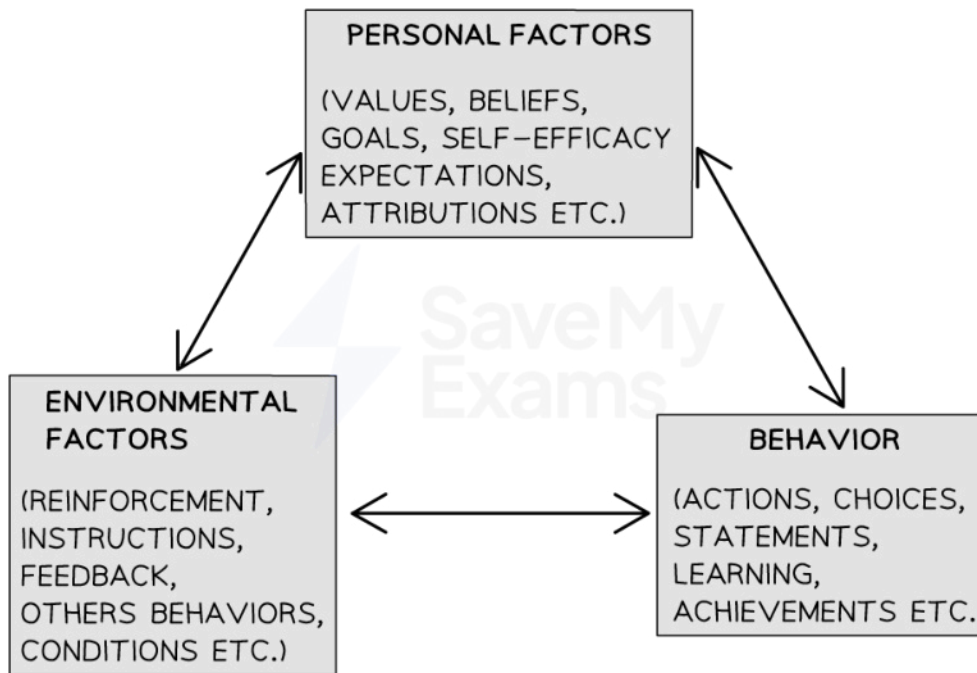 PERSONAL FACTORS
(VALUES, BELIEFS,
GOALS, SELF-EFFICACY
EXPECTATIONS,
ATTRIBUTIONS ETC.)
SaveMy
Exams
ENVIRONMENTAL
FACTORS
(REINFORCEMENT,
INSTRUCTIONS,
FEEDBACK,
OTHERS BEHAVIORS,
CONDITIONS ETC.)
BEHAVIOR
(ACTIONS, CHOICES,
STATEMENTS,
LEARNING,
ACHIEVEMENTS ETC.